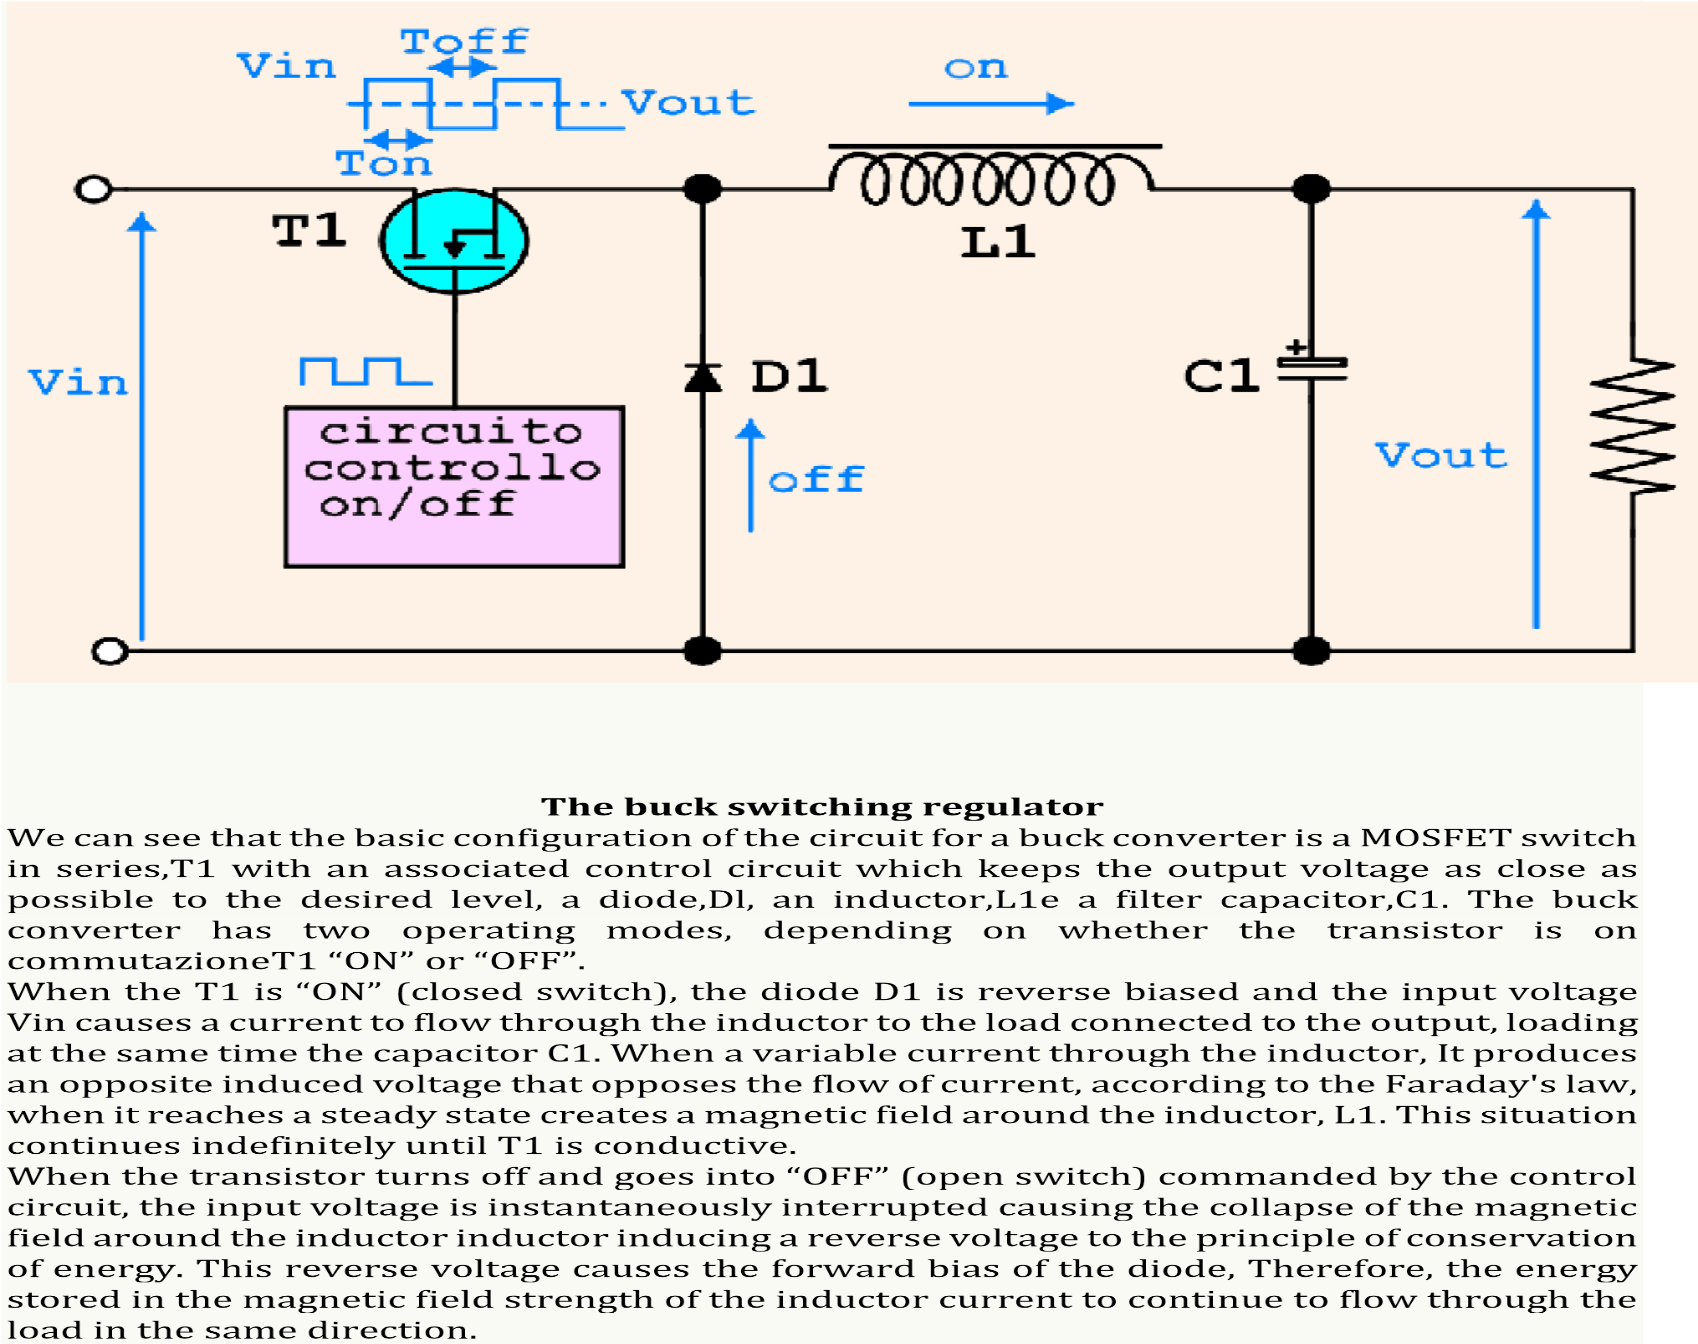 Toff
Vin
on
Vout
Ton
T1
L1
Vin
D1
+
C1
circuito
controllo
on/off
off
Vout
The buck switching regulator
We can see that the basic configuration of the circuit for a buck converter is a MOSFET switch
in series,T1 with an associated control circuit which keeps the output voltage as close as
possible to the desired level, a diode,Dl, an inductor,L1e a filter capacitor,C1. The buck
converter has two operating modes, depending on whether the transistor is on
commutazioneT1 “ON” or “OFF”.
When the T1 is “ON” (closed switch), the diode D1 is reverse biased and the input voltage
Vin causes a current to flow through the inductor to the load connected to the output, loading
at the same time the capacitor C1. When a variable current through the inductor, It produces
an opposite induced voltage that opposes the flow of current, according to the Faraday's law,
when it reaches a steady state creates a magnetic field around the inductor, L1. This situation
continues indefinitely until T1 is conductive.
When the transistor turns off and goes into “OFF” (open switch) commanded by the control
circuit, the input voltage is instantaneously interrupted causing the collapse of the magnetic
field around the inductor inductor inducing a reverse voltage to the principle of conservation
of energy. This reverse voltage causes the forward bias of the diode, Therefore, the energy
stored in the magnetic field strength of the inductor current to continue to flow through the
load in the same direction.